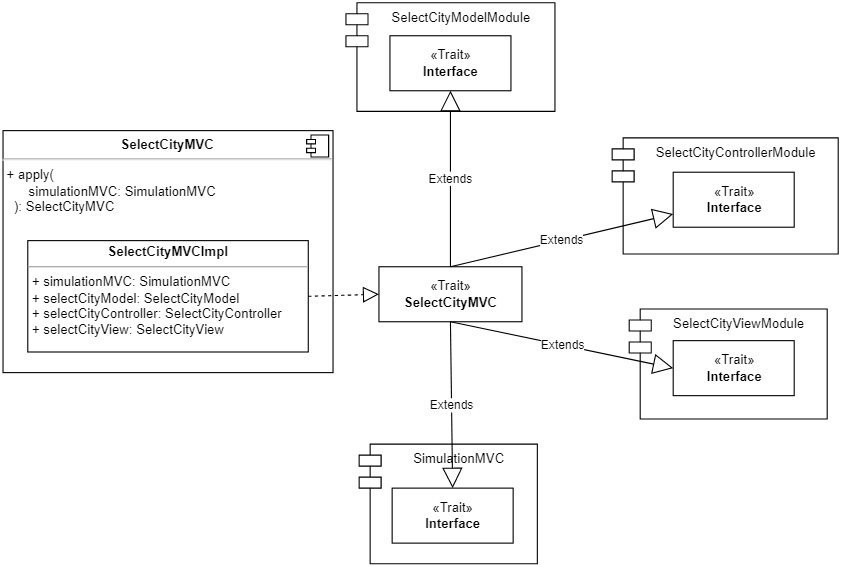 SelectCityModelModule
«Trait»
Interface
SelectCityMVC
+ apply(
simulationMVC: SimulationMVC
): SelectCityMVC
SelectCityMVCImpl
+ simulationMVC: SimulationMVC
+ selectCityModel: SelectCityModel
+ selectCityController: SelectCityController
+ selectCityView: SelectCityView
Extends
SelectCityControllerModule
«Trait»
Interface
Extends
«Trait»
SelectCityMVC
SelectCityViewModule
«Trait»
Interface
Extends
Extends
SimulationMVC
«Trait»
Interface